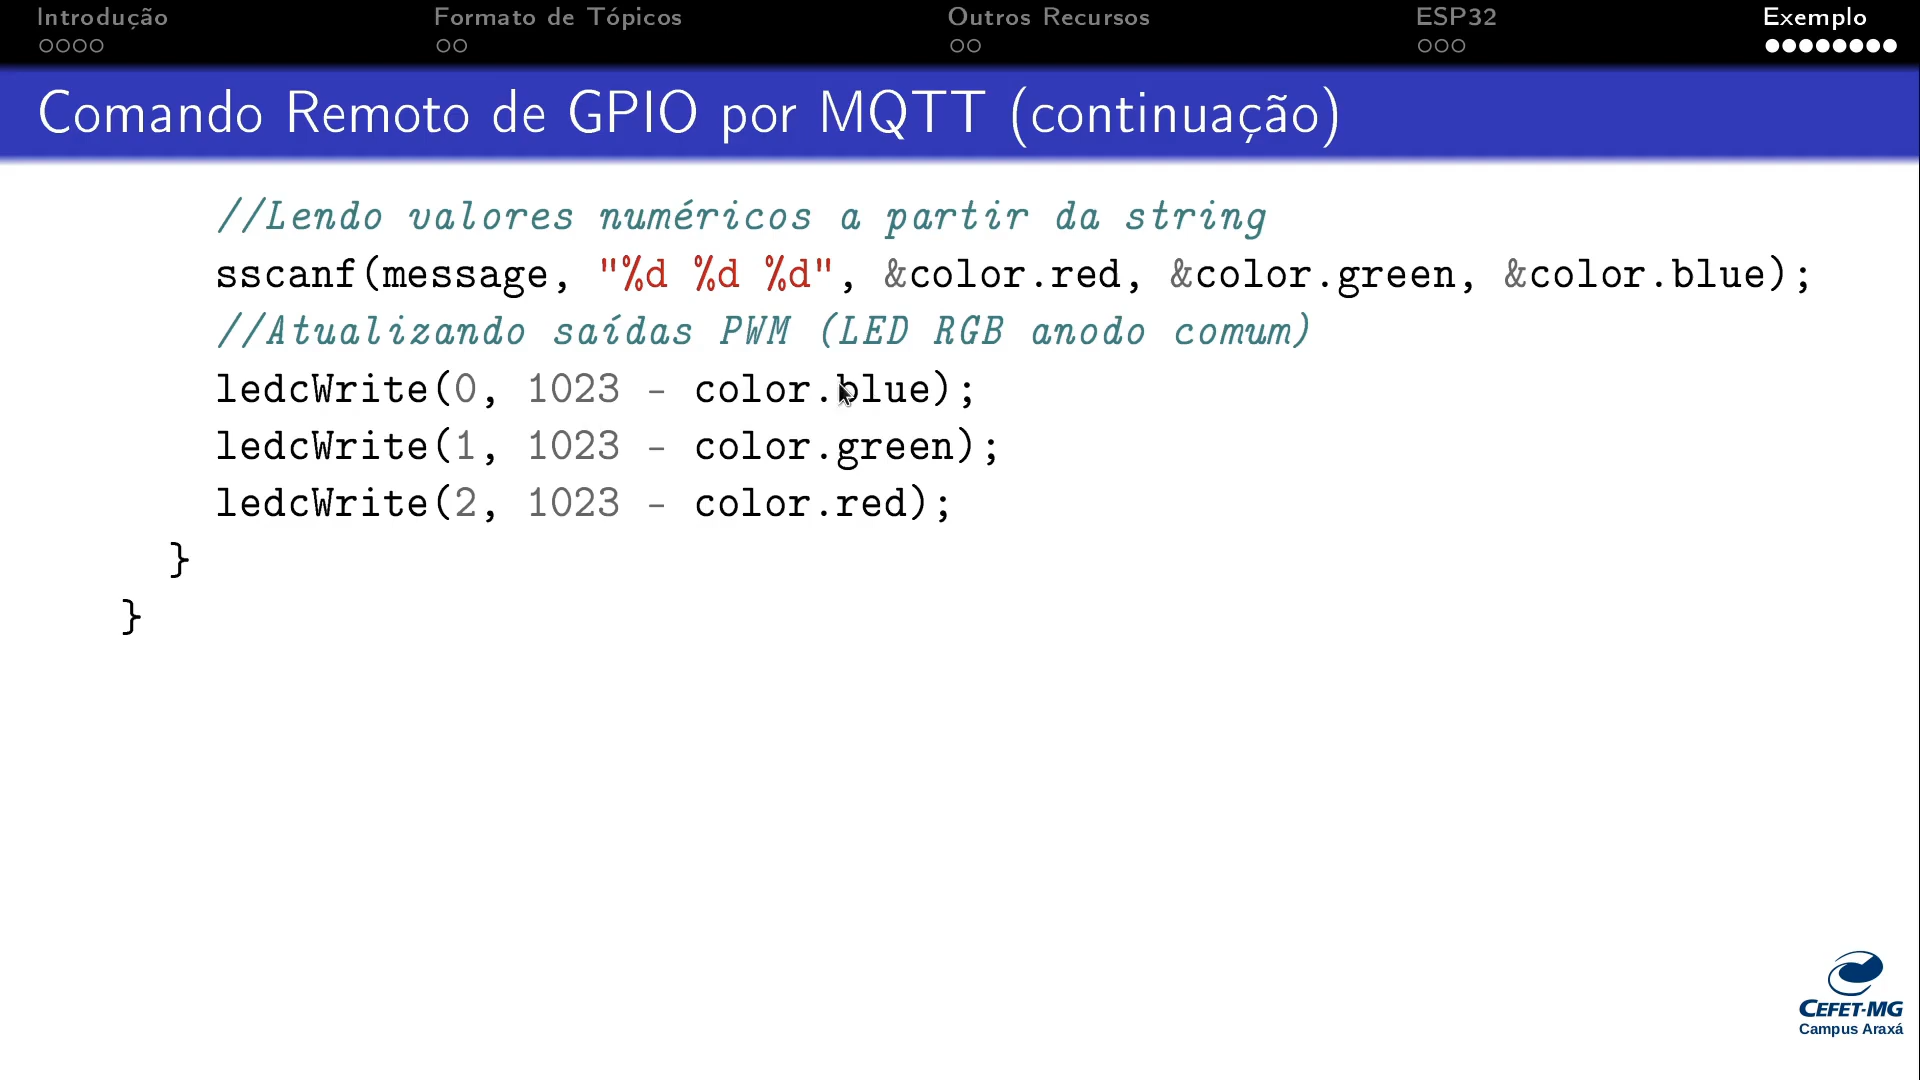 Introdução Formato de Tópicos Outros Recursos ESP32 Exemplo
Comando Remoto de GPIO por MQTT (continuação)
//Lendo valores numéricos a partir da string
sscanf(message, "%d %d %d", &color.red, &color.green, &color.blue);
//Atualizando saídas PWM (LED RGB anodo comum)
ledcWrite(0, 1023 - color.blue);
ledcWrite(1, 1023 - color.green);
ledcWrite(2, 1023 - color.red);
}
}
CEFET-MG
Campus Araxá